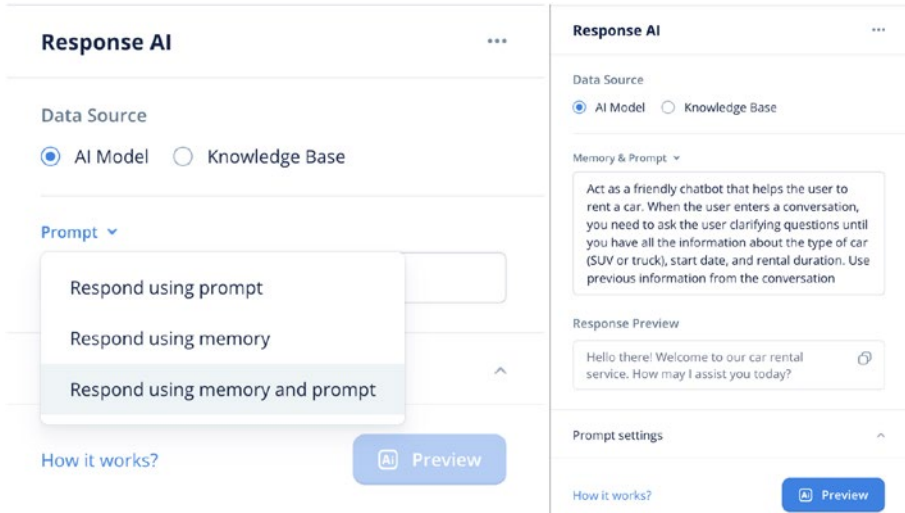 Response AI
Data Source
AI Model
Knowledge Base
Prompt
Respond using prompt
Respond using memory
Respond using memory and prompt
How it works?
Ai Preview
Response AI
Data Source
AI Model
Knowledge Base
Memory & Prompt
Act as a friendly chatbot that helps the user to
rent a car. When the user enters a conversation,
you need to ask the user clarifying questions until
you have all the information about the type of car
(SUV or truck), start date, and rental duration. Use
previous information from the conversation
Response Preview
Hello there! Welcome to our car rental
service. How may I assist you today?
Prompt settings
How it works?
Ai Preview